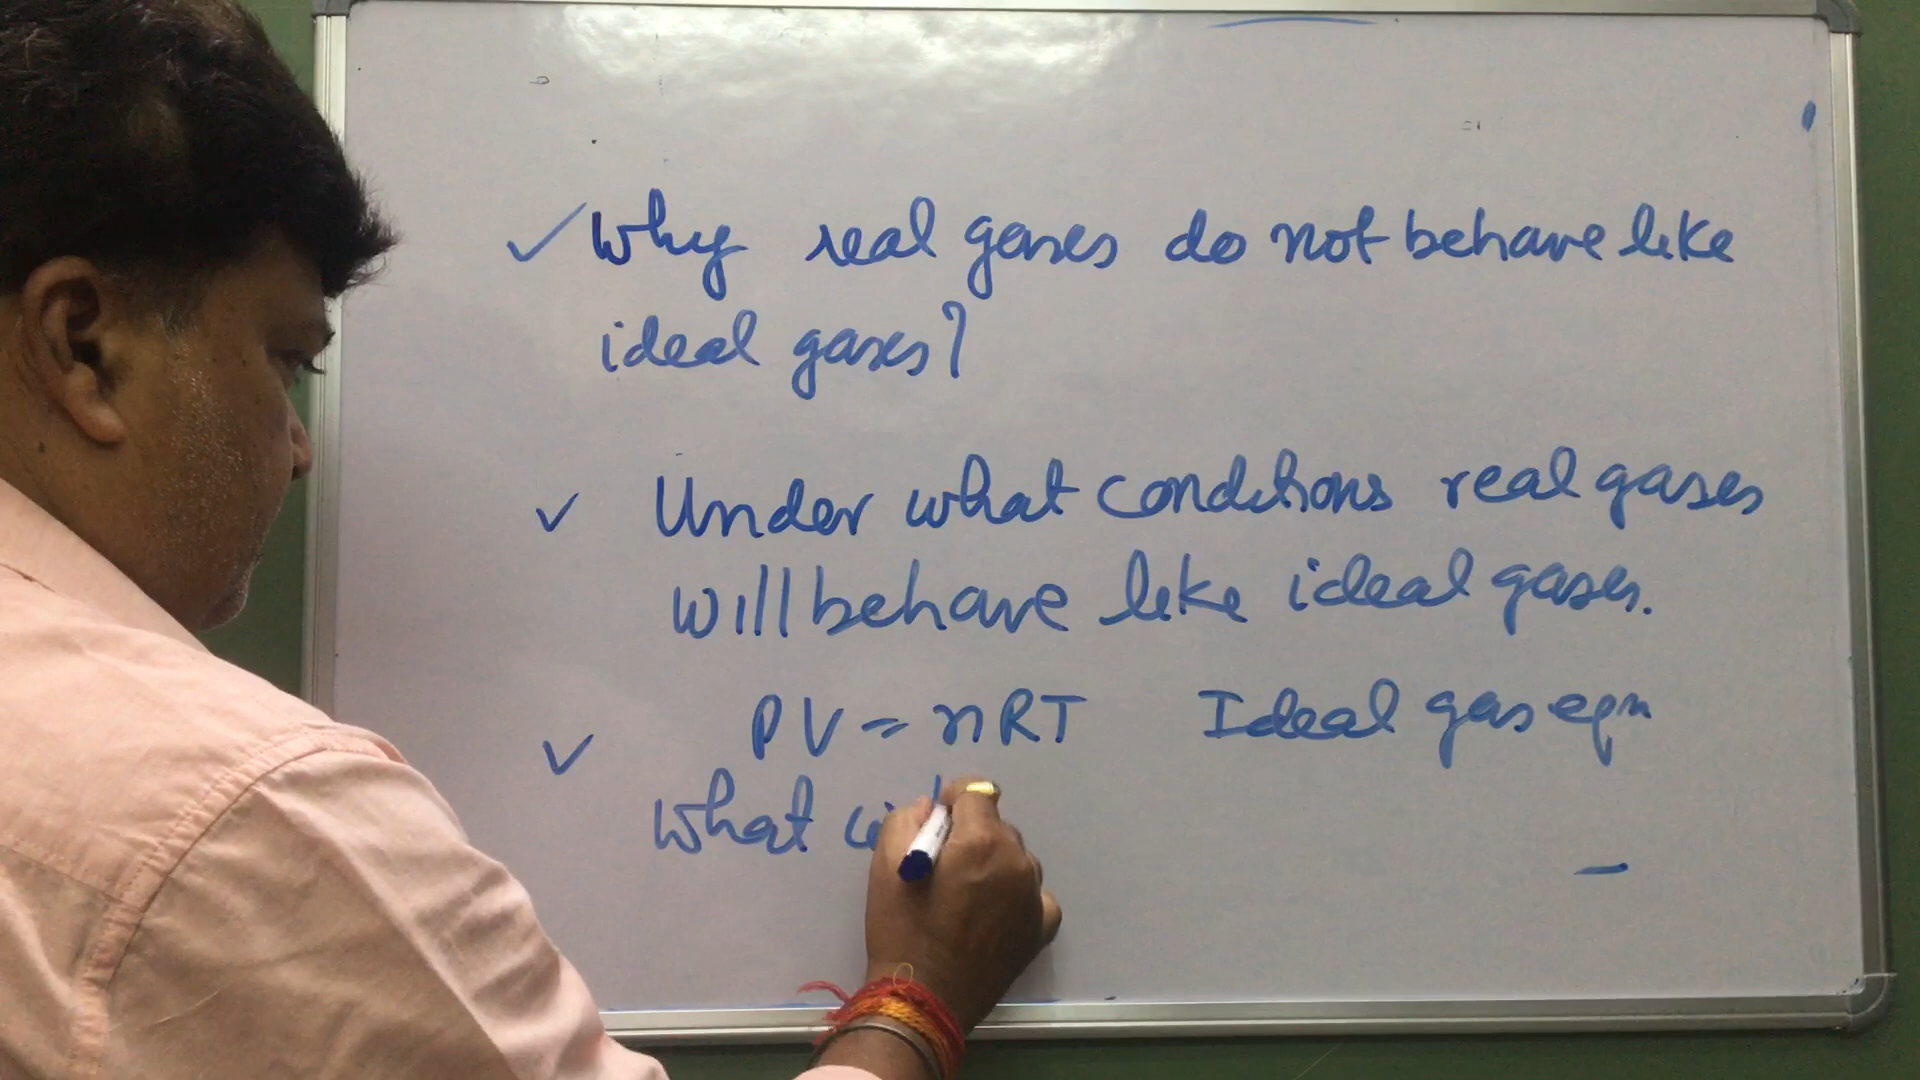 ✓ Why real gases do not behave like
ideal gases?
✓ Under what conditions real gases
will behave like ideal gases.
✓ PV = nRT Ideal gas eqn
What